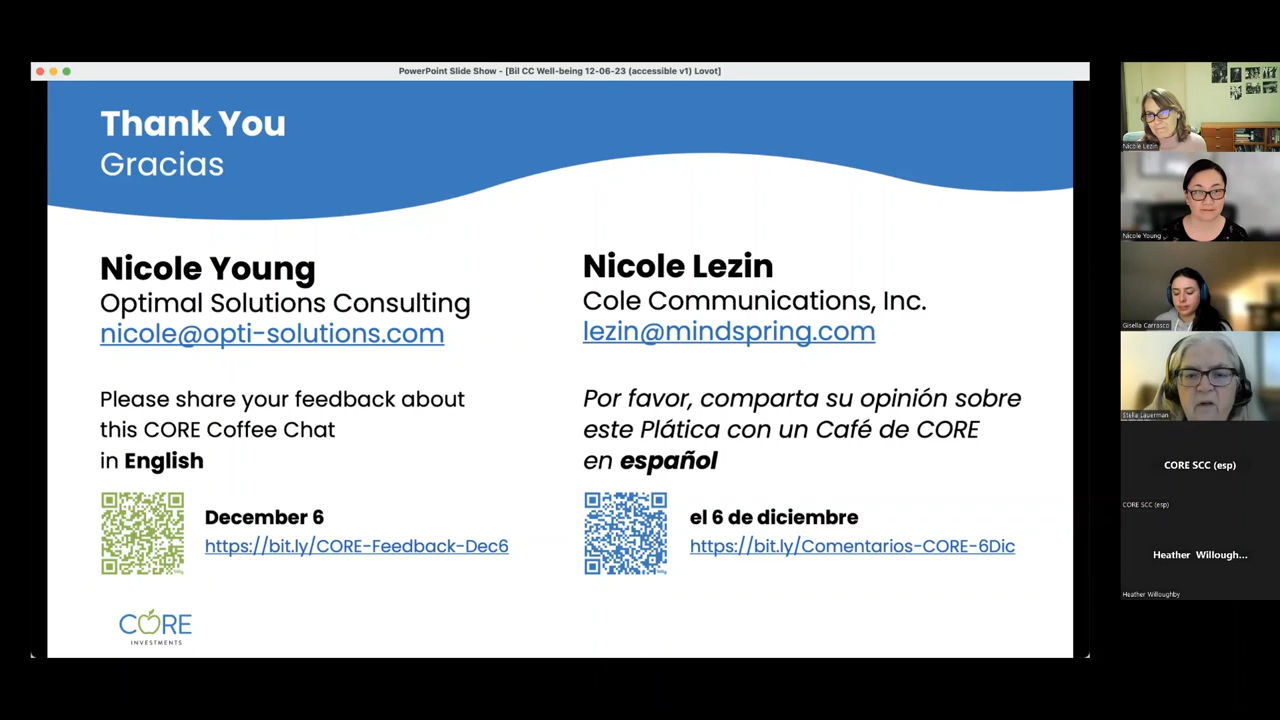 PowerPoint Slide Show - [Bil CC Well-being 12-06-23 (accessible v1) Lovot]
Thank You
Gracias
Nicole Young
Optimal Solutions Consulting
nicole@opti-solutions.com
Please share your feedback about
this CORE Coffee Chat
in English
December 6
https://bit.ly/CORE-Feedback-Dec6
Nicole Lezin
Cole Communications, Inc.
lezin@mindspring.com
Por favor, comparta su opinión sobre
este Plática con un Café de CORE
en español
el 6 de diciembre
https://bit.ly/Comentarios-CORE-6Dic
CORE
INVESTMENTS
Nicole Lezin
Nicole Young
Gisella Carrasco
Stella Lauerman
CORE SCC (esp)
CORE SCC (esp)
Heather Willough...
Heather Willoughby